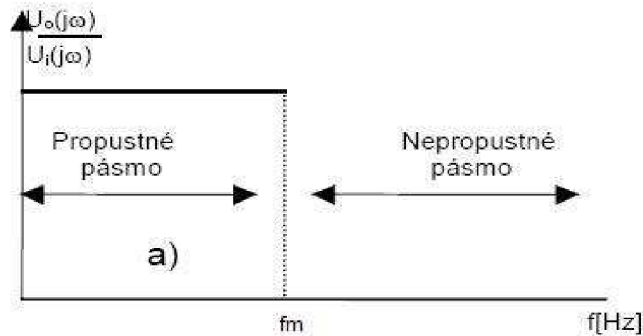 Uₒ(jω)
Uᵢ(jω)
Propustné
pásmo
Nepropustné
pásmo
a)
fm
f[Hz]